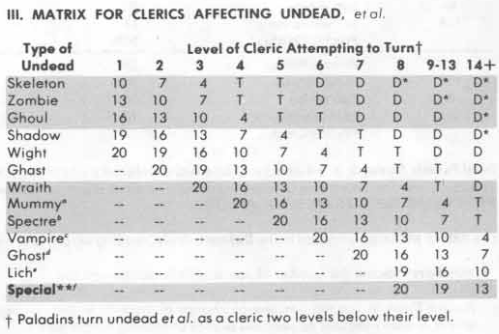 III. MATRIX FOR CLERICS AFFECTING UNDEAD, et al.
Type of Level of Cleric Attempting to Turn†
Undead 1 2 3 4 5 6 7 8 9-13 14+
Skeleton 10 7 4 T T D D D* D* D*
Zombie 13 10 7 T T D D D D* D*
Ghoul 16 13 10 4 T T D D D D*
Shadow 19 16 13 7 4 T T D D D*
Wight 20 19 16 10 7 4 T T D D
Ghast -- 20 19 13 10 7 4 T T D
Wraith -- -- 20 16 13 10 7 4 T D
Mummyª -- -- -- 20 16 13 10 7 4 T
Spectreᵇ -- -- -- -- 20 16 13 10 7 T
Vampireᶜ -- -- -- -- -- 20 16 13 10 4
Ghostᵈ -- -- -- -- -- -- 20 16 13 7
Lichᵉ -- -- -- -- -- -- -- 19 16 10
Special**ᶠ -- -- -- -- -- -- -- 20 19 13
† Paladins turn undead et al. as a cleric two levels below their level.